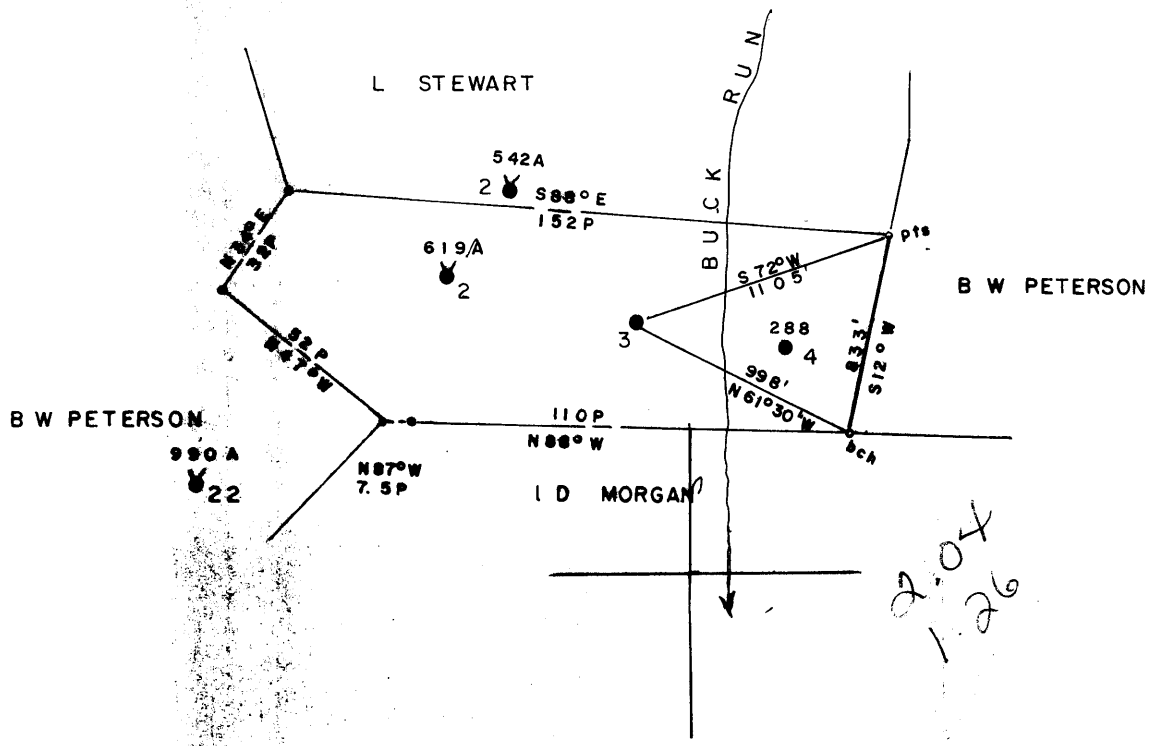 L STEWART
BUCK RUN
542A
2
S88°E
152P
pts
619A
2
32P
S72°W
1105'
B W PETERSON
3
288
4
833'
S12°W
52P
998'
N61°30'W
B W PETERSON
110P
N88°W
bch
990A
22
N87°W
7.5P
I D MORGAN
2.04
1.26